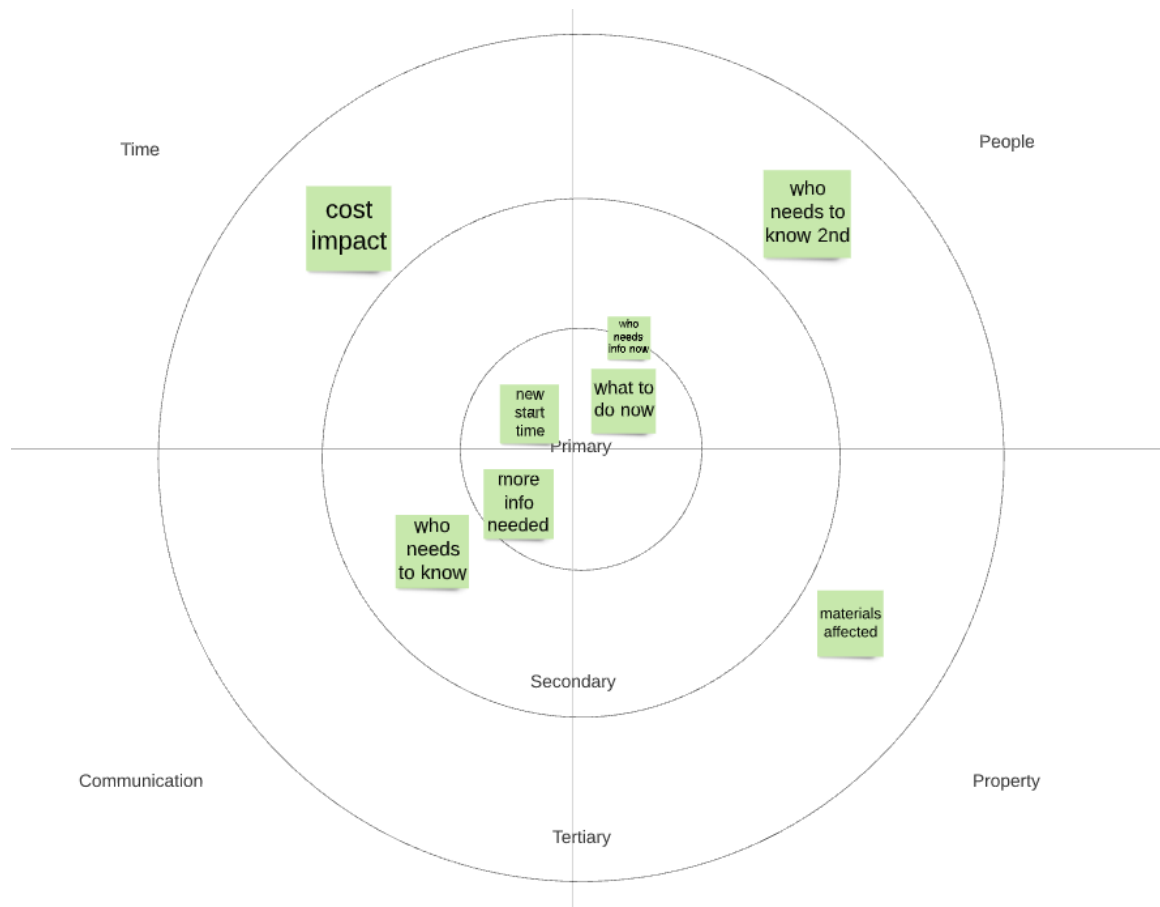 People
Time
who
needs to
know 2nd
cost
impact
who
needs
info now
what to
do now
new
start
time
Primary
more
info
needed
who
needs
to know
materials
affected
Secondary
Communication
Property
Tertiary